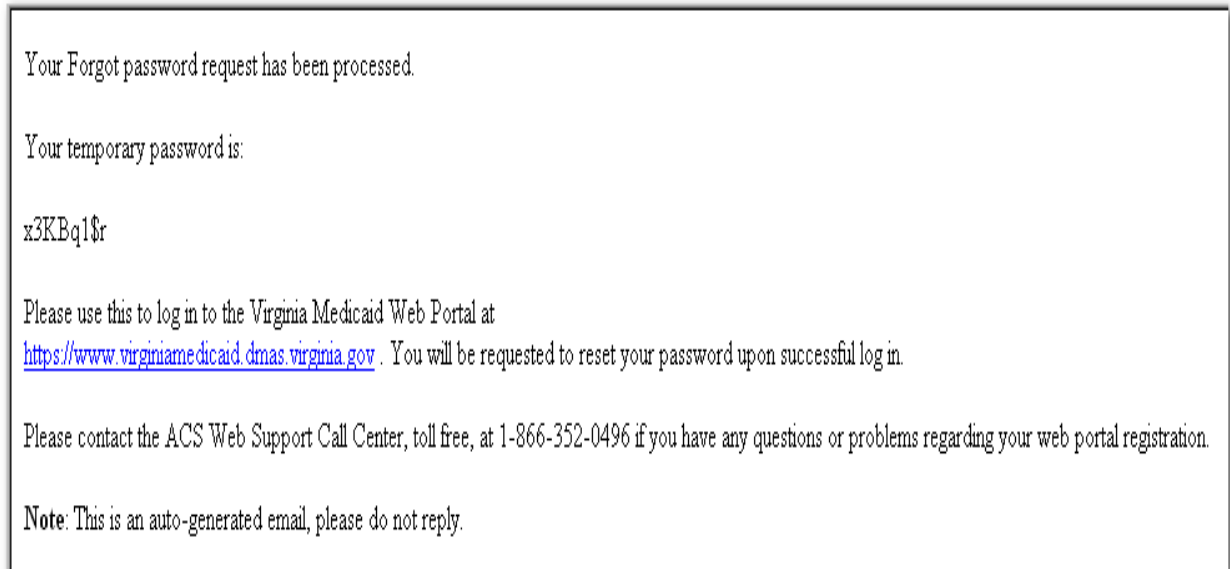 Your Forgot password request has been processed.
Your temporary password is:
x3KBq1$r
Please use this to log in to the Virginia Medicaid Web Portal at
https://www.virginiamedicaid.dmas.virginia.gov . You will be requested to reset your password upon successful log in.
Please contact the ACS Web Support Call Center, toll free, at 1-866-352-0496 if you have any questions or problems regarding your web portal registration.
Note: This is an auto-generated email, please do not reply.